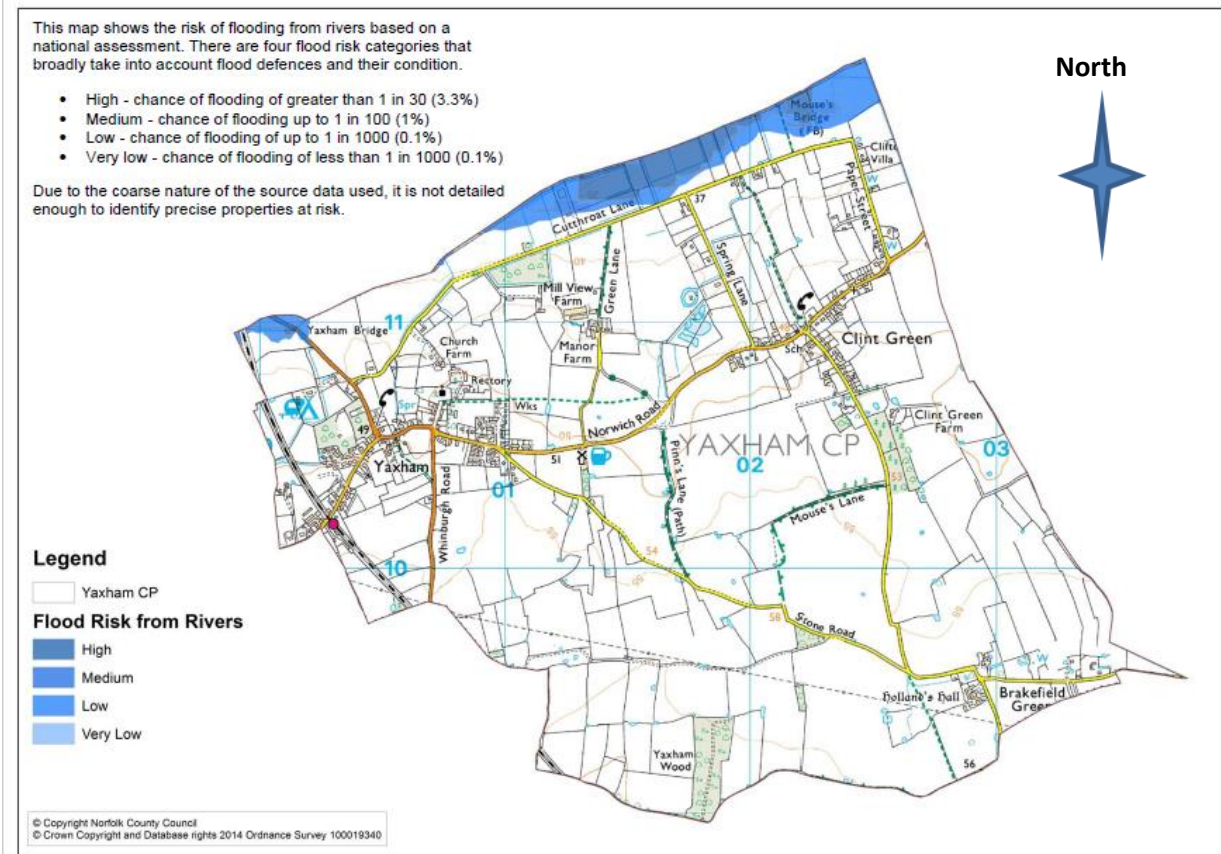 This map shows the risk of flooding from rivers based on a
national assessment. There are four flood risk categories that
broadly take into account flood defences and their condition.
• High - chance of flooding of greater than 1 in 30 (3.3%)
• Medium - chance of flooding up to 1 in 100 (1%)
• Low - chance of flooding of up to 1 in 1000 (0.1%)
• Very low - chance of flooding of less than 1 in 1000 (0.1%)
Due to the coarse nature of the source data used, it is not detailed
enough to identify precise properties at risk.
North
Mouse's
Bridge
(FB)
Villa
W
Paper Street
Cutthroat Lane
37
Spring Lane
Green Lane
40
W
Mill View
Farm
11
Yaxham Bridge
Church
Farm
Manor
Farm
Sch
Clint Green
Rectory
Spr
Wks
Norwich Road
50
Clint Green
Farm
49
Yaxham
51
YAXHAM CP
02
03
01
Whinburgh Road
Pinn's Lane (Path)
53
Mouse's Lane
55
55
54
10
55
58
Stone Road
W
Holland's Hall
Brakefield
Green
Yaxham
Wood
56
Legend
Yaxham CP
Flood Risk from Rivers
High
Medium
Low
Very Low
© Copyright Norfolk County Council
© Crown Copyright and Database rights 2014 Ordnance Survey 100019340